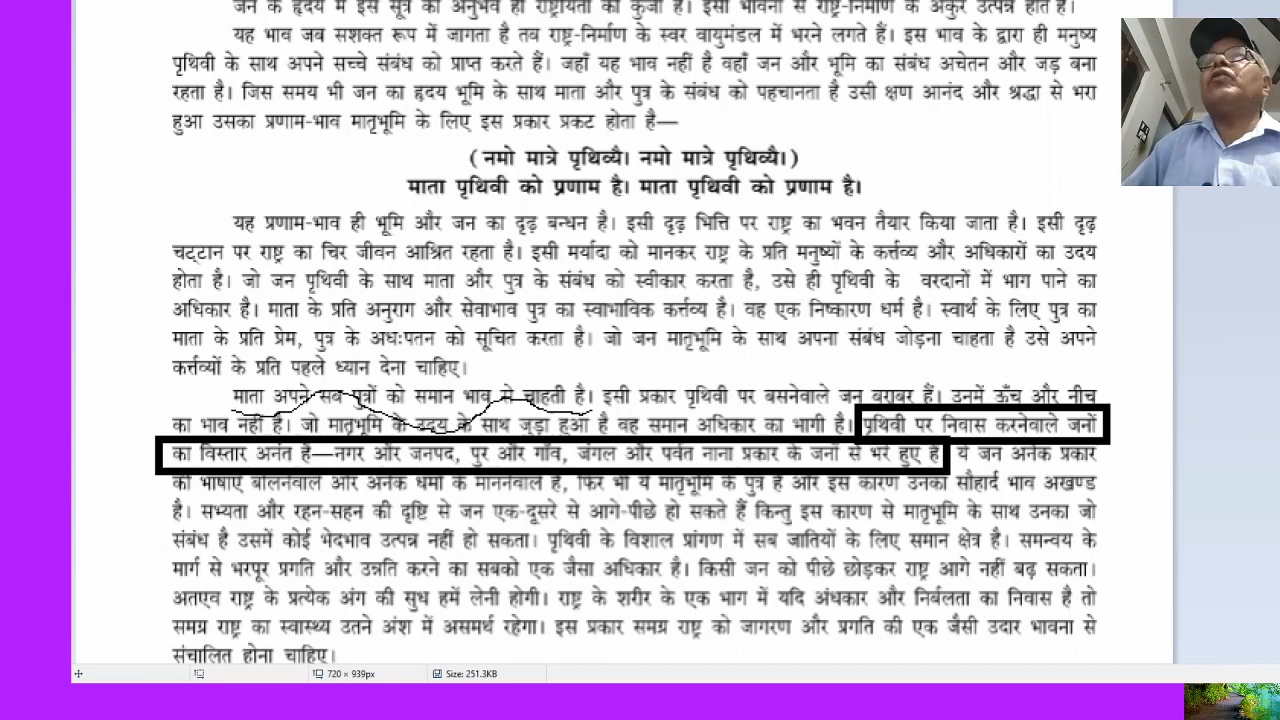 जन के हृदय में इस सूत्र का अनुभव ही राष्ट्रीयता की कुंजी है। इसी भावना से राष्ट्र-निर्माण के अंकुर उत्पन्न होते हैं।
यह भाव जब सशक्त रूप में जागता है तब राष्ट्र-निर्माण के स्वर वायुमंडल में भरने लगते हैं। इस भाव के द्वारा ही मनुष्य
पृथिवी के साथ अपने सच्चे संबंध को प्राप्त करते हैं। जहाँ यह भाव नहीं है वहाँ जन और भूमि का संबंध अचेतन और जड़ बना
रहता है। जिस समय भी जन का हृदय भूमि के साथ माता और पुत्र के संबंध को पहचानता है उसी क्षण आनंद और श्रद्धा से भरा
हुआ उसका प्रणाम-भाव मातृभूमि के लिए इस प्रकार प्रकट होता है—
(नमो मात्रे पृथिव्यै। नमो मात्रे पृथिव्यै।)
माता पृथिवी को प्रणाम है। माता पृथिवी को प्रणाम है।
यह प्रणाम-भाव ही भूमि और जन का दृढ़ बन्धन है। इसी दृढ़ भित्ति पर राष्ट्र का भवन तैयार किया जाता है। इसी दृढ़
चट्टान पर राष्ट्र का चिर जीवन आश्रित रहता है। इसी मर्यादा को मानकर राष्ट्र के प्रति मनुष्यों के कर्त्तव्य और अधिकारों का उदय
होता है। जो जन पृथिवी के साथ माता और पुत्र के संबंध को स्वीकार करता है, उसे ही पृथिवी के वरदानों में भाग पाने का
अधिकार है। माता के प्रति अनुराग और सेवाभाव पुत्र का स्वाभाविक कर्त्तव्य है। वह एक निष्कारण धर्म है। स्वार्थ के लिए पुत्र का
माता के प्रति प्रेम, पुत्र के अधःपतन को सूचित करता है। जो जन मातृभूमि के साथ अपना संबंध जोड़ना चाहता है उसे अपने
कर्त्तव्यों के प्रति पहले ध्यान देना चाहिए।
माता अपने सब पुत्रों को समान भाव से चाहती है। इसी प्रकार पृथिवी पर बसनेवाले जन बराबर हैं। उनमें ऊँच और नीच
का भाव नहीं है। जो मातृभूमि के उदय के साथ जुड़ा हुआ है वह समान अधिकार का भागी है। पृथिवी पर निवास करनेवाले जनों
का विस्तार अनंत है—नगर और जनपद, पुर और गाँव, जंगल और पर्वत नाना प्रकार के जनों से भरे हुए हैं ये जन अनेक प्रकार
की भाषाएँ बोलनेवाले और अनेक धर्मों के माननेवाले हैं, फिर भी ये मातृभूमि के पुत्र हैं और इस कारण उनका सौहार्द भाव अखण्ड
है। सभ्यता और रहन-सहन की दृष्टि से जन एक-दूसरे से आगे-पीछे हो सकते हैं किन्तु इस कारण से मातृभूमि के साथ उनका जो
संबंध है उसमें कोई भेदभाव उत्पन्न नहीं हो सकता। पृथिवी के विशाल प्रांगण में सब जातियों के लिए समान क्षेत्र है। समन्वय के
मार्ग से भरपूर प्रगति और उन्नति करने का सबको एक जैसा अधिकार है। किसी जन को पीछे छोड़कर राष्ट्र आगे नहीं बढ़ सकता।
अतएव राष्ट्र के प्रत्येक अंग की सुध हमें लेनी होगी। राष्ट्र के शरीर के एक भाग में यदि अंधकार और निर्बलता का निवास है तो
समग्र राष्ट्र का स्वास्थ्य उतने अंश में असमर्थ रहेगा। इस प्रकार समग्र राष्ट्र को जागरण और प्रगति की एक जैसी उदार भावना से
संचालित होना चाहिए।
720 × 939px Size: 251.3KB